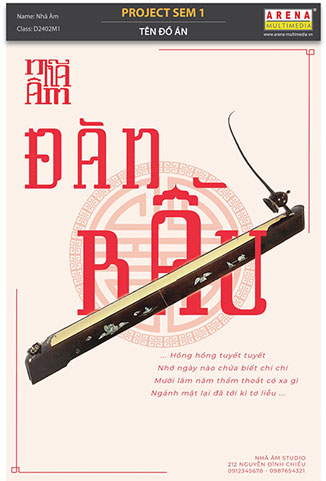 Name: Nhã Âm
Class: D2402M1
PROJECT SEM 1
TÊN ĐỒ ÁN
ARENA
MULTIMEDIA
www.arena-multimedia.vn
nhã
Âm
ĐÀN
BẦU
... Hồng hồng tuyết tuyết
Nhớ ngày nào chửa biết chi chi
Mười lăm năm thấm thoắt có xa gì
Ngảnh mặt lại đã tới kì tơ liễu ...
NHÃ ÂM STUDIO
212 NGUYỄN ĐÌNH CHIỂU
0912345678 - 0987654321